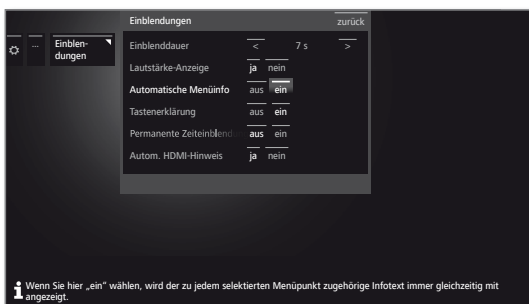 Einblendungen zurück
... Einblen-
dungen
Einblenddauer < 7 s >
Lautstärke-Anzeige ja nein
Automatische Menüinfo aus ein
Tastenerklärung aus ein
Permanente Zeiteinblend aus ein
Autom. HDMI-Hinweis ja nein
Wenn Sie hier „ein” wählen, wird der zu jedem selektierten Menüpunkt zugehörige Infotext immer gleichzeitig mit
angezeigt.